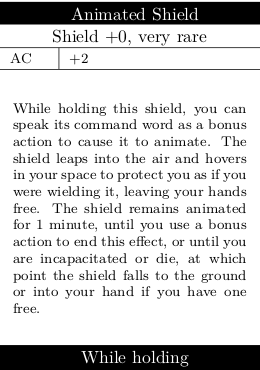 Animated Shield
Shield +0, very rare
AC +2
While holding this shield, you can
speak its command word as a bonus
action to cause it to animate. The
shield leaps into the air and hovers
in your space to protect you as if you
were wielding it, leaving your hands
free. The shield remains animated
for 1 minute, until you use a bonus
action to end this effect, or until you
are incapacitated or die, at which
point the shield falls to the ground
or into your hand if you have one
free.
While holding